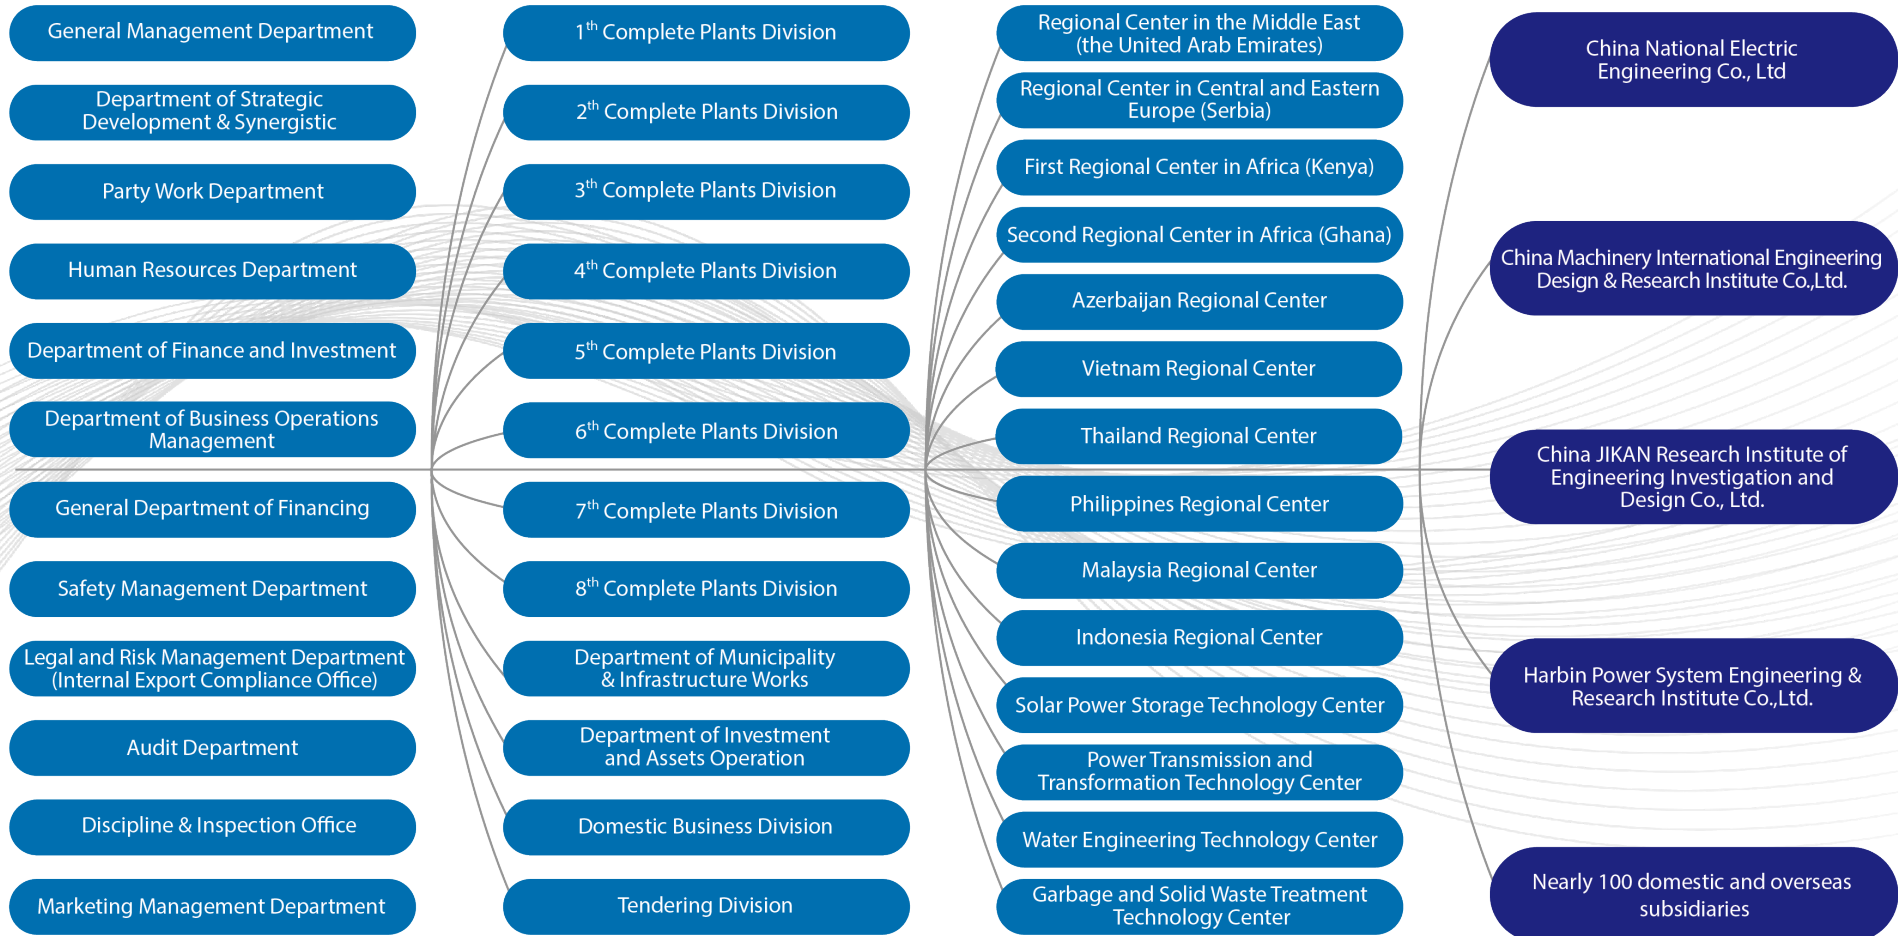 General Management Department
Department of Strategic
Development & Synergistic
Party Work Department
Human Resources Department
Department of Finance and Investment
Department of Business Operations
Management
General Department of Financing
Safety Management Department
Legal and Risk Management Department
(Internal Export Compliance Office)
Audit Department
Discipline & Inspection Office
Marketing Management Department
1th Complete Plants Division
2th Complete Plants Division
3th Complete Plants Division
4th Complete Plants Division
5th Complete Plants Division
6th Complete Plants Division
7th Complete Plants Division
8th Complete Plants Division
Department of Municipality
& Infrastructure Works
Department of Investment
and Assets Operation
Domestic Business Division
Tendering Division
Regional Center in the Middle East
(the United Arab Emirates)
Regional Center in Central and Eastern
Europe (Serbia)
First Regional Center in Africa (Kenya)
Second Regional Center in Africa (Ghana)
Azerbaijan Regional Center
Vietnam Regional Center
Thailand Regional Center
Philippines Regional Center
Malaysia Regional Center
Indonesia Regional Center
Solar Power Storage Technology Center
Power Transmission and
Transformation Technology Center
Water Engineering Technology Center
Garbage and Solid Waste Treatment
Technology Center
China National Electric
Engineering Co., Ltd
China Machinery International Engineering
Design & Research Institute Co.,Ltd.
China JIKAN Research Institute of
Engineering Investigation and
Design Co., Ltd.
Harbin Power System Engineering &
Research Institute Co.,Ltd.
Nearly 100 domestic and overseas
subsidiaries